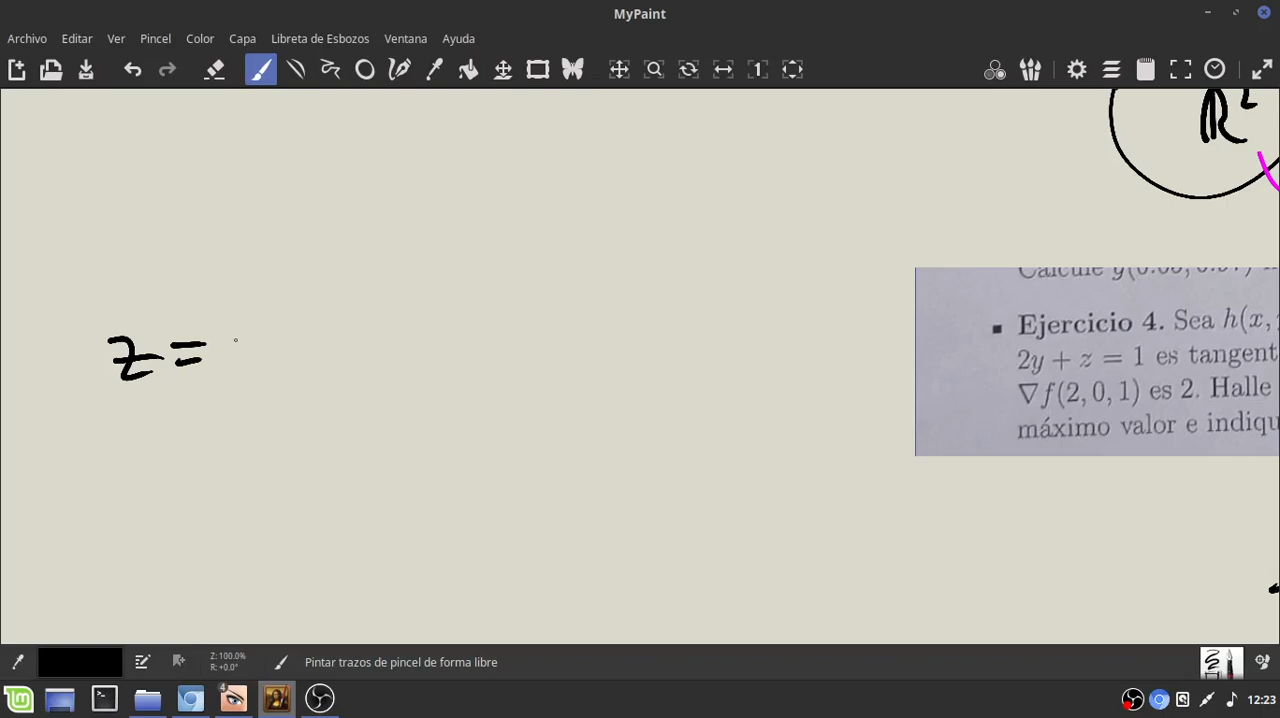 MyPaint
Archivo Editar Ver Pincel Color Capa Libreta de Esbozos Ventana Ayuda
ℝ²
z =
■ Ejercicio 4. Sea h(x,
2y + z = 1 es tangent
∇f(2, 0, 1) es 2. Halle
máximo valor e indiqu
Z: 100.0%
R: +0.0°
Pintar trazos de pincel de forma libre
4
12:23